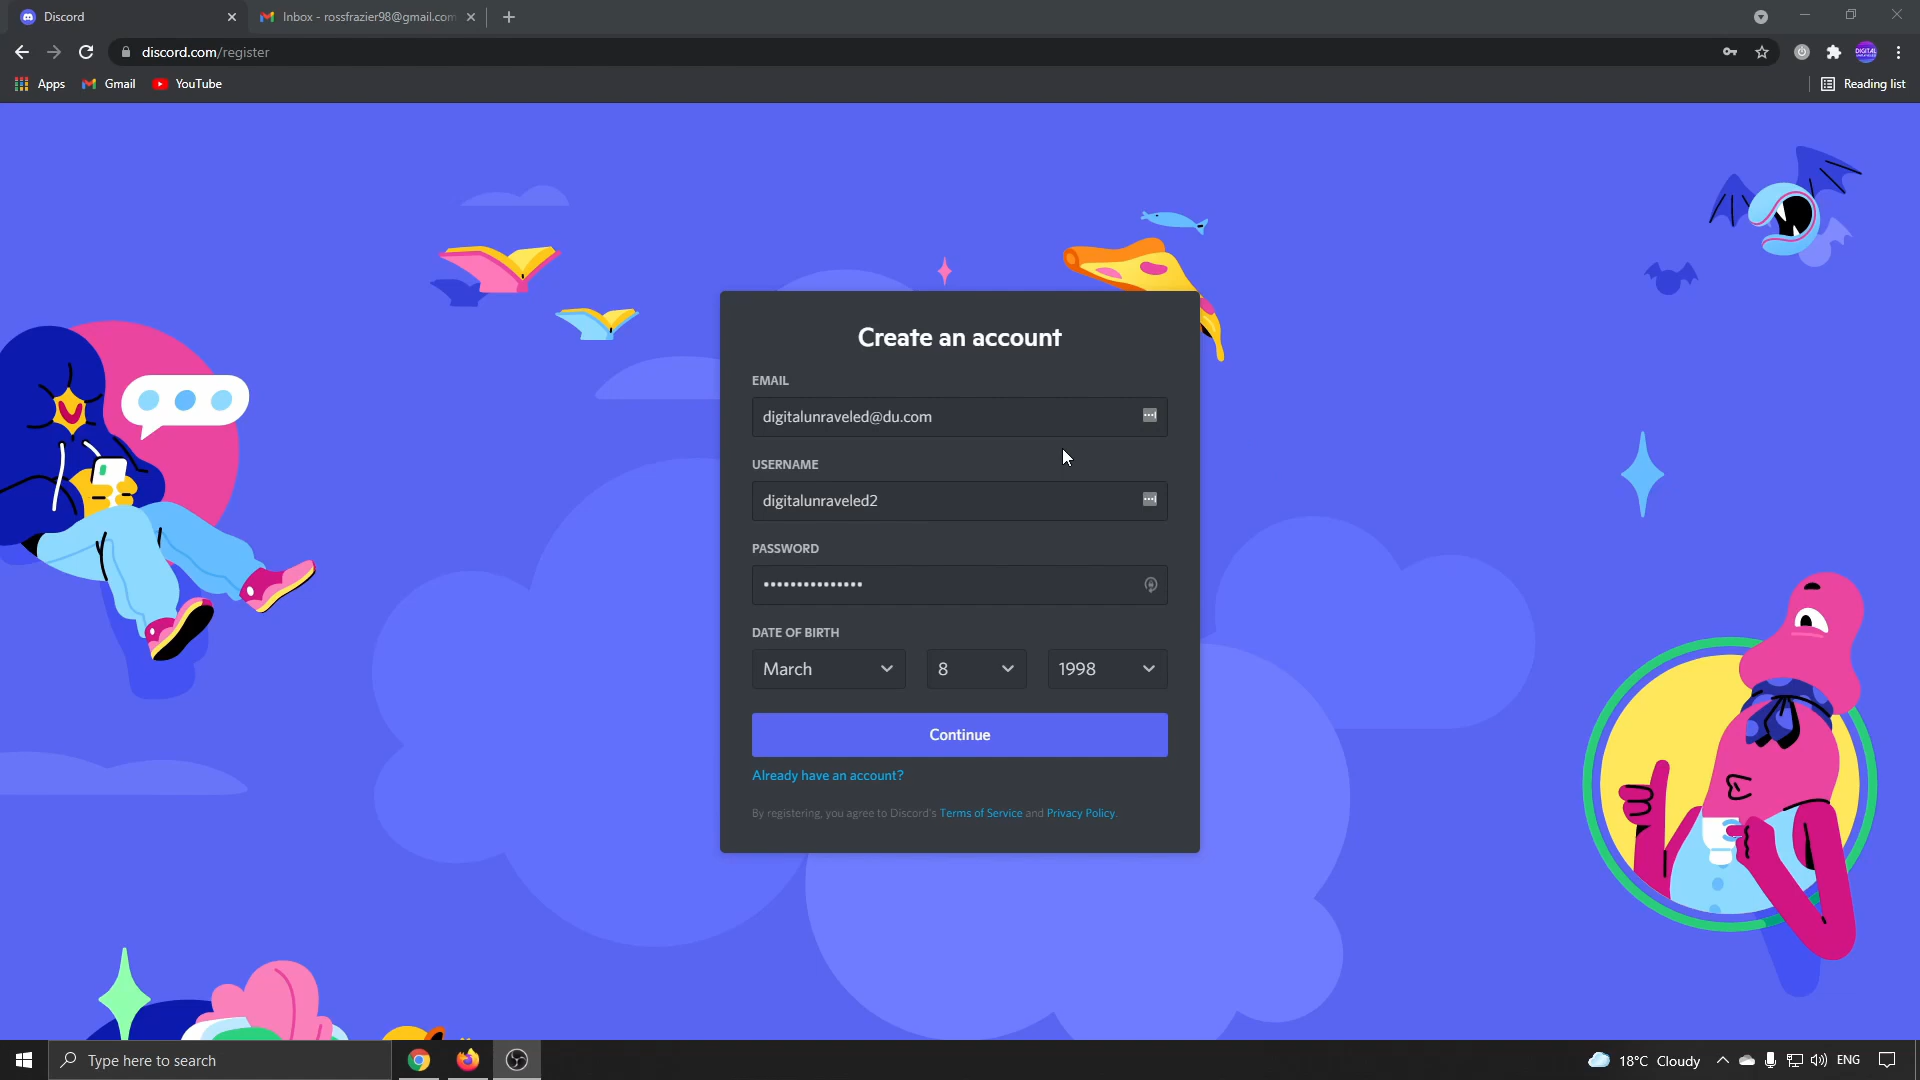 Discord
Inbox - rossfrazier98@gmail.com
discord.com/register
Apps
Gmail
YouTube
Reading list
Create an account
EMAIL
digitalunraveled@du.com
USERNAME
digitalunraveled2
PASSWORD
•••••••••••••••
DATE OF BIRTH
March
8
1998
Continue
Already have an account?
By registering, you agree to Discord's Terms of Service and Privacy Policy.
Type here to search
18°C Cloudy
ENG